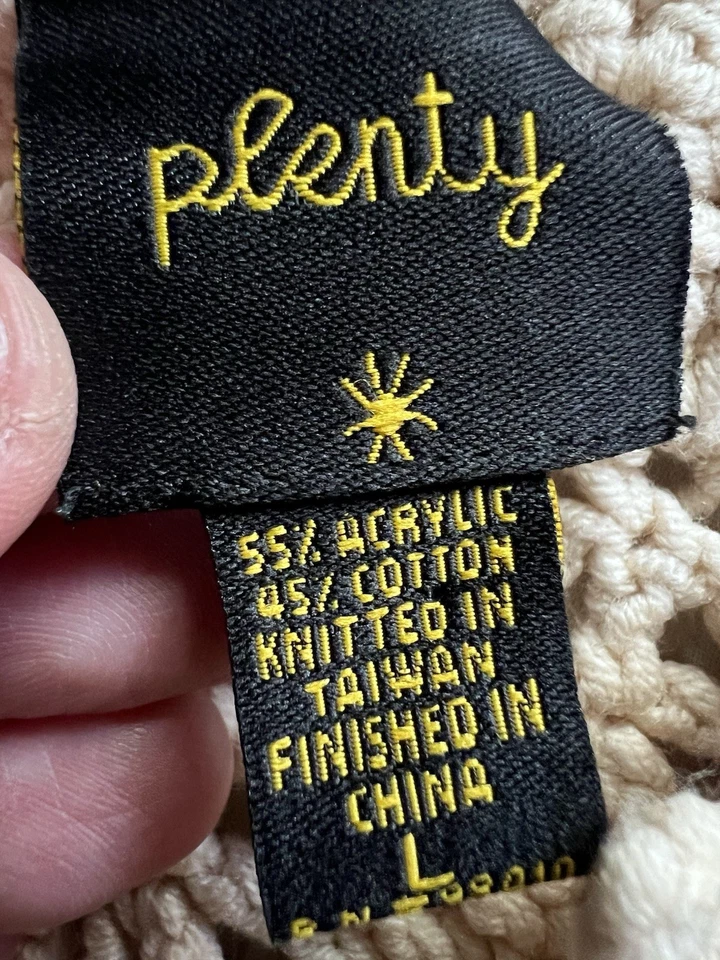 plenty
55% ACRYLIC
45% COTTON
KNITTED IN
TAIWAN
FINISHED IN
CHINA
L